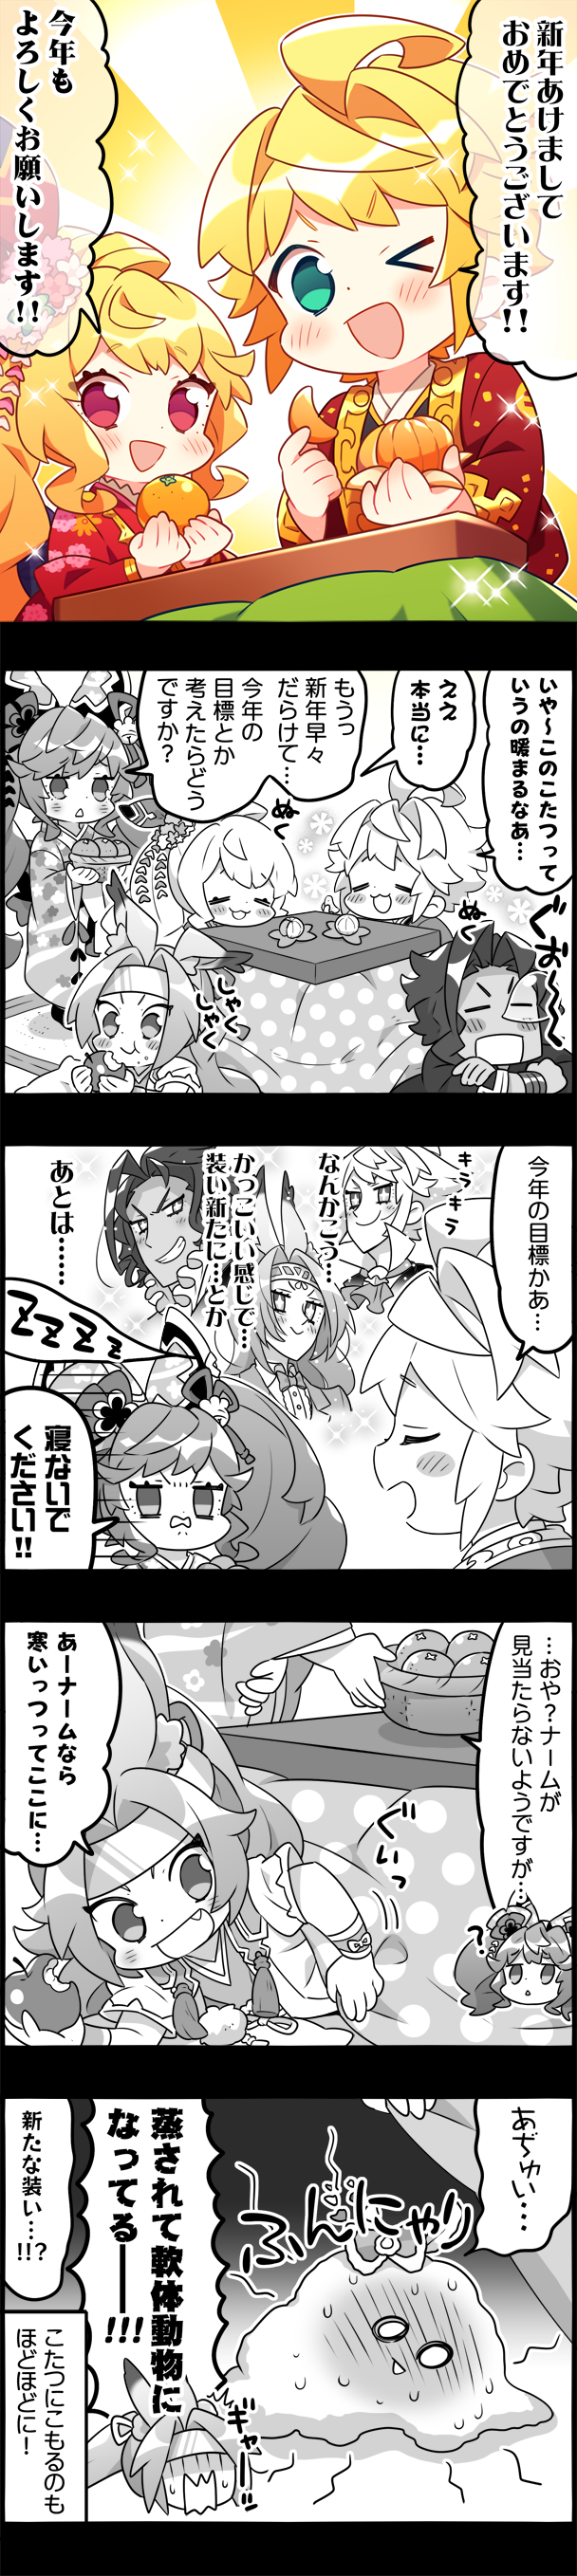 新年あけまして
おめでとうございます!!
今年も
よろしくお願いします!!
いや〜このこたつって
いうの暖まるなあ…
ええ
本当に…
もうっ
新年早々
だらけて…
今年の
目標とか
考えたらどう
ですか?
ぬく
ぬく
ぐお〜〜〜
しゃく
しゃく
今年の目標かあ…
キラ
キラ
なんかこう…
かっこいい感じで…
装い新たに…とか
あとは……
ZZZZz
寝ないで
ください!!
…おや?ナームが
見当たらないようですが…
?
ぐいっ
あーナームなら
寒いっつってここに…
あぢゅい…
ふんにゃり
蒸されて軟体動物に
なってるーー!!!
ギャーッ
新たな装い…!!?
こたつにこもるのも
ほどほどに!